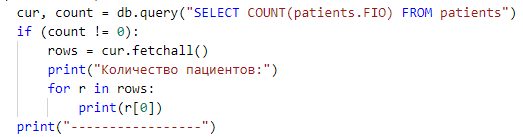 cur, count = db.query("SELECT COUNT(patients.FIO) FROM patients")
if (count != 0):
    rows = cur.fetchall()
    print("Количество пациентов:")
    for r in rows:
        print(r[0])
print("-----------------")